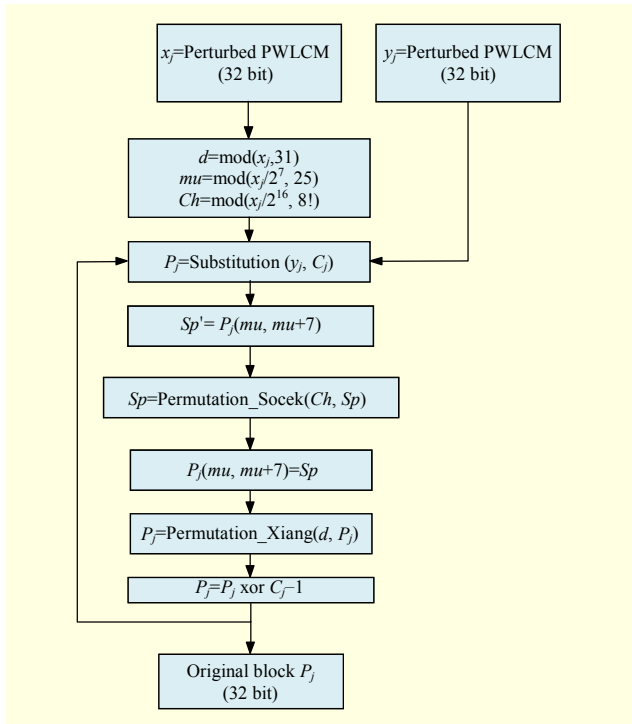 xj=Perturbed PWLCM
(32 bit)
yj=Perturbed PWLCM
(32 bit)
d=mod(xj,31)
mu=mod(xj/2^7, 25)
Ch=mod(xj/2^16, 8!)
Pj=Substitution (yj, Cj)
Sp'= Pj(mu, mu+7)
Sp=Permutation_Socek(Ch, Sp)
Pj(mu, mu+7)=Sp
Pj=Permutation_Xiang(d, Pj)
Pj=Pj xor Cj–1
Original block Pj
(32 bit)